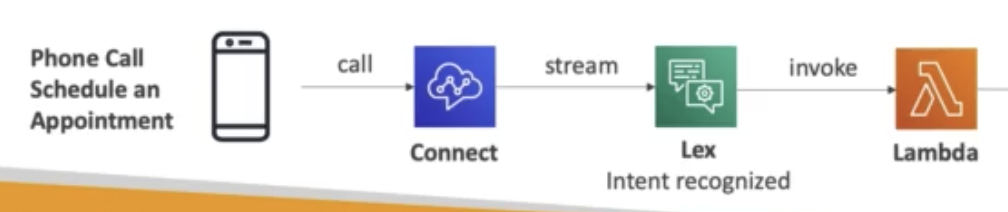 Phone Call
Schedule an
Appointment
call
Connect
stream
Lex
Intent recognized
invoke
Lambda